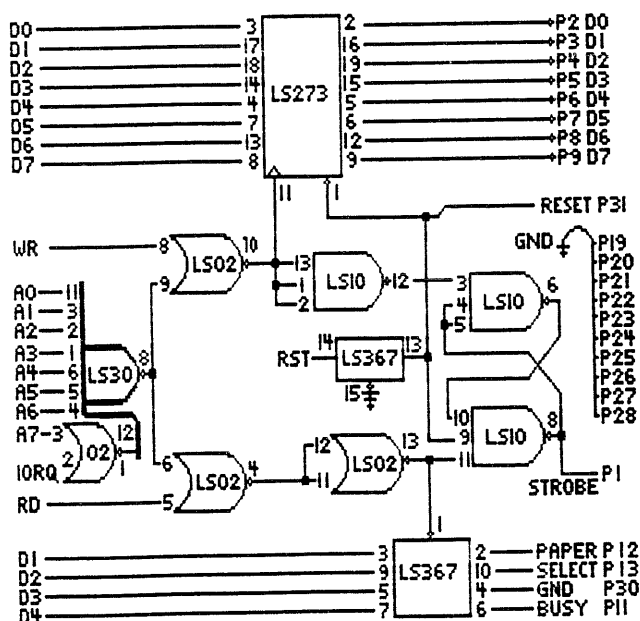 D0 3 LS273 2 P2 D0
D1 17 16 P3 D1
D2 18 19 P4 D2
D3 14 15 P5 D3
D4 4 5 P6 D4
D5 7 6 P7 D5
D6 13 12 P8 D6
D7 8 9 P9 D7
11 1
RESET P31
WR 8 LS02 10
9
13 LS10 12
1
2
3 LS10 6
4
5
GND P19
P20
P21
P22
P23
P24
P25
P26
P27
P28
A0 11
A1 3
A2 2
A3 1
A4 6
A5 5
A6 4
LS30 8
A7-3 02 12
IORQ 2 1
RST 14 LS367 13
15
10 LS10 8
9
11
STROBE P1
6 LS02 4
RD 5
12 LS02 13
11
1
D1 3 LS367 2 PAPER P12
D2 9 10 SELECT P13
D3 5 4 GND P30
D4 7 6 BUSY P11